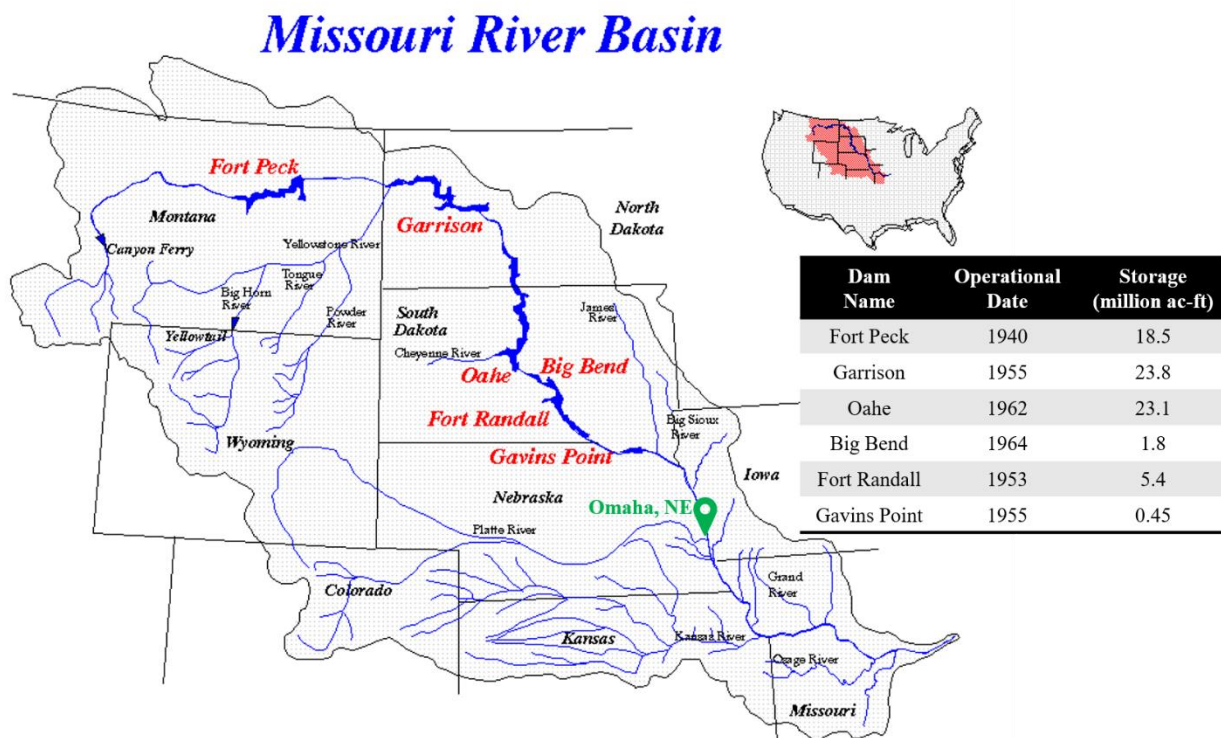 Missouri River Basin
Fort Peck
Montana
Canyon Ferry
Garrison
North
Dakota
Yellowstone River
Tongue
River
Big Horn
River
Powder
River
Yellowtail
South
Dakota
James
River
Cheyenne River
Oahe
Big Bend
Fort Randall
Big Sioux
River
Wyoming
Gavins Point
Iowa
Nebraska
Omaha, NE
Platte River
Colorado
Grand
River
Kansas
Kansas River
Osage River
Missouri
Dam Name Operational Date Storage (million ac-ft)
Fort Peck 1940 18.5
Garrison 1955 23.8
Oahe 1962 23.1
Big Bend 1964 1.8
Fort Randall 1953 5.4
Gavins Point 1955 0.45